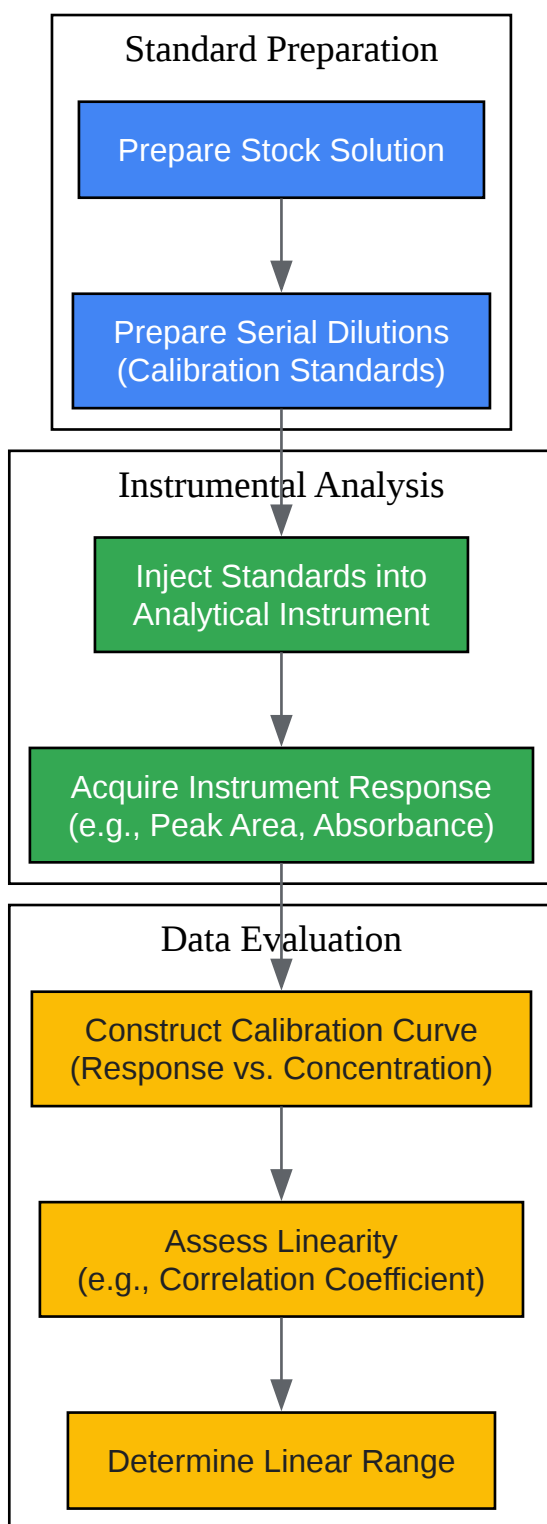 Standard Preparation
Prepare Stock Solution
Prepare Serial Dilutions
(Calibration Standards)
Instrumental Analysis
Inject Standards into
Analytical Instrument
Acquire Instrument Response
(e.g., Peak Area, Absorbance)
Data Evaluation
Construct Calibration Curve
(Response vs. Concentration)
Assess Linearity
(e.g., Correlation Coefficient)
Determine Linear Range